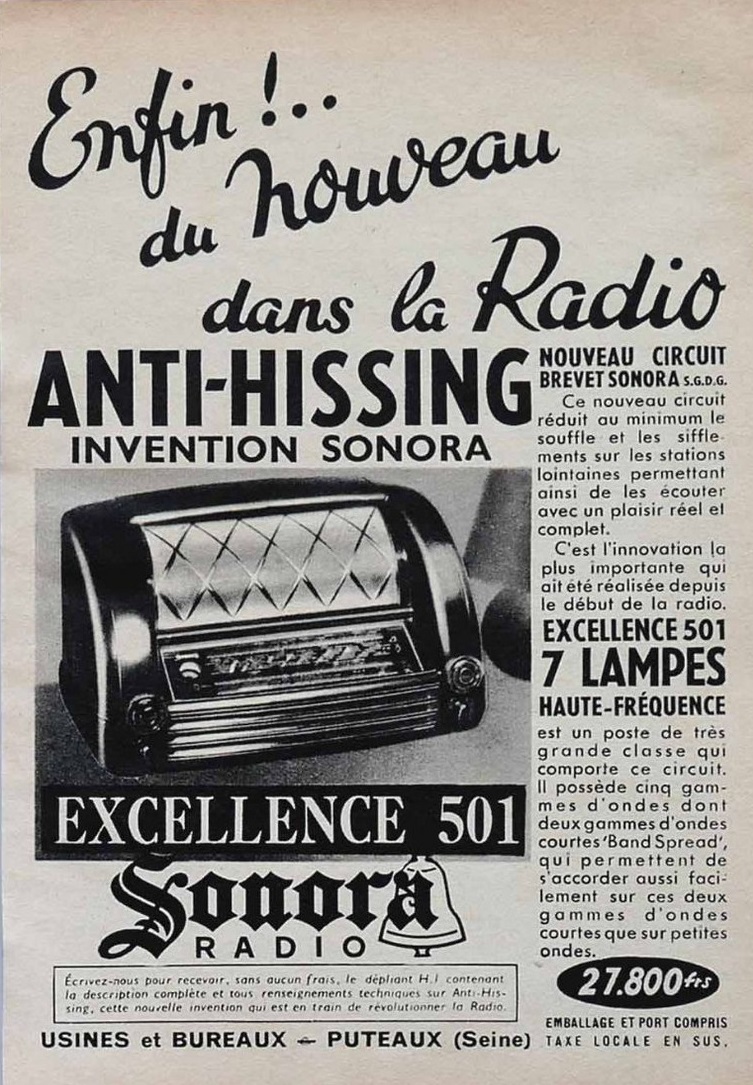 Enfin !..
du nouveau
dans la Radio
ANTI-HISSING
INVENTION SONORA
NOUVEAU CIRCUIT
BREVET SONORA S.G.D.G.
Ce nouveau circuit
réduit au minimum le
souffle et les siffle-
ments sur les stations
lointaines permettant
ainsi de les écouter
avec un plaisir réel et
complet.
C'est l'innovation la
plus importante qui
ait été réalisée depuis
le début de la radio.
EXCELLENCE 501
7 LAMPES
HAUTE-FRÉQUENCE
est un poste de très
grande classe qui
comporte ce circuit.
Il possède cinq gam-
mes d'ondes dont
deux gammes d'ondes
courtes 'Band Spread',
qui permettent de
s'accorder aussi faci-
lement sur ces deux
gammes d'ondes
courtes que sur petites
ondes.
27.800 frs
EMBALLAGE ET PORT COMPRIS
TAXE LOCALE EN SUS.
EXCELLENCE 501
Sonora
RADIO
Écrivez-nous pour recevoir, sans aucun frais, le dépliant H.I contenant
la description complète et tous renseignements techniques sur Anti-His-
sing, cette nouvelle invention qui est en train de révolutionner la Radio.
USINES et BUREAUX - PUTEAUX (Seine)